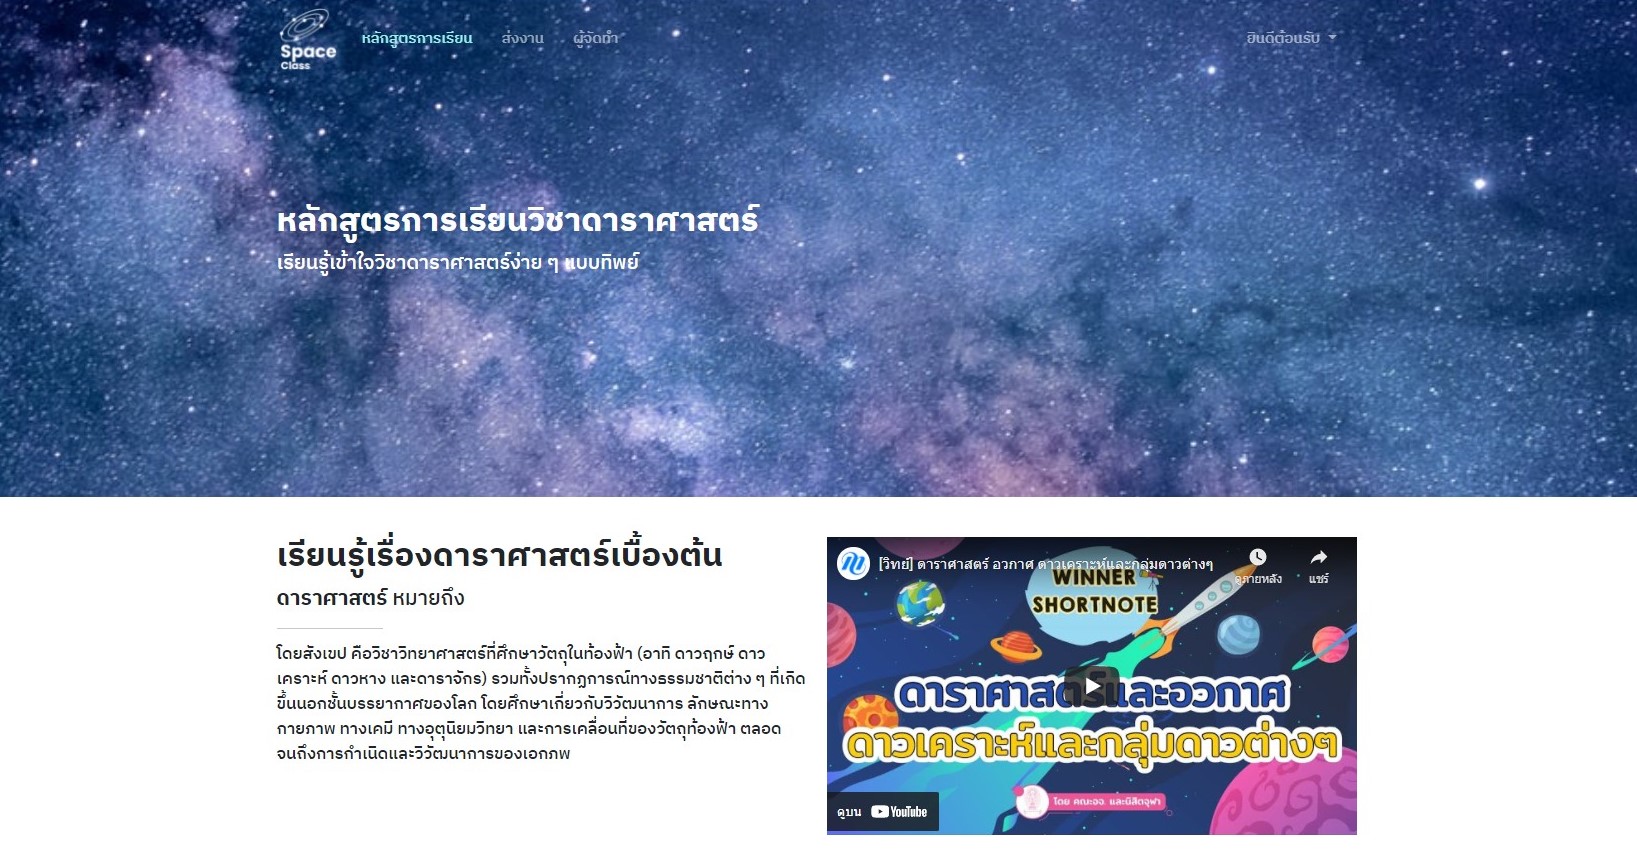 Space
Class
หลักสูตรการเรียน
ส่งงาน
ผู้จัดทำ
ยินดีต้อนรับ
หลักสูตรการเรียนวิชาดาราศาสตร์
เรียนรู้เข้าใจวิชาดาราศาสตร์ง่าย ๆ แบบทิพย์
เรียนรู้เรื่องดาราศาสตร์เบื้องต้น
ดาราศาสตร์ หมายถึง
โดยสังเขป คือวิชาวิทยาศาสตร์ที่ศึกษาวัตถุในท้องฟ้า (อาทิ ดาวฤกษ์ ดาว
เคราะห์ ดาวหาง และดาราจักร) รวมทั้งปรากฏการณ์ทางธรรมชาติต่าง ๆ ที่เกิด
ขึ้นนอกชั้นบรรยากาศของโลก โดยศึกษาเกี่ยวกับวิวัฒนาการ ลักษณะทาง
กายภาพ ทางเคมี ทางอุตุนิยมวิทยา และการเคลื่อนที่ของวัตถุท้องฟ้า ตลอด
จนถึงการกำเนิดและวิวัฒนาการของเอกภพ
[วิทย์] ดาราศาสตร์ อวกาศ ดาวเคราะห์และกลุ่มดาวต่างๆ
ดูภายหลัง
แชร์
WINNER
SHORTNOTE
ดาราศาสตร์และอวกาศ
ดาวเคราะห์และกลุ่มดาวต่างๆ
โดย คณะจอ. และนิสิตจุฬา
ดูบน YouTube